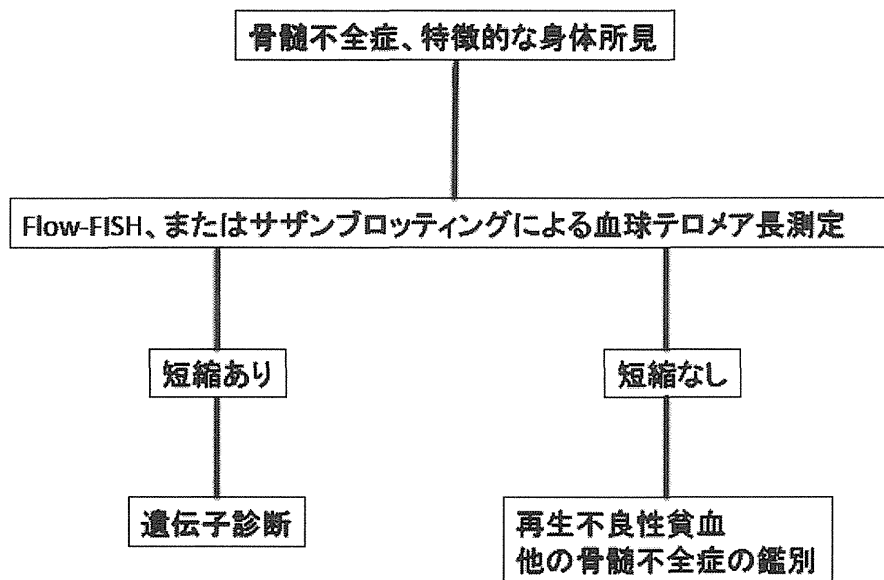 骨髄不全症、特徴的な身体所見
Flow-FISH、またはサザンブロッティングによる血球テロメア長測定
短縮あり
短縮なし
遺伝子診断
再生不良性貧血
他の骨髄不全症の鑑別